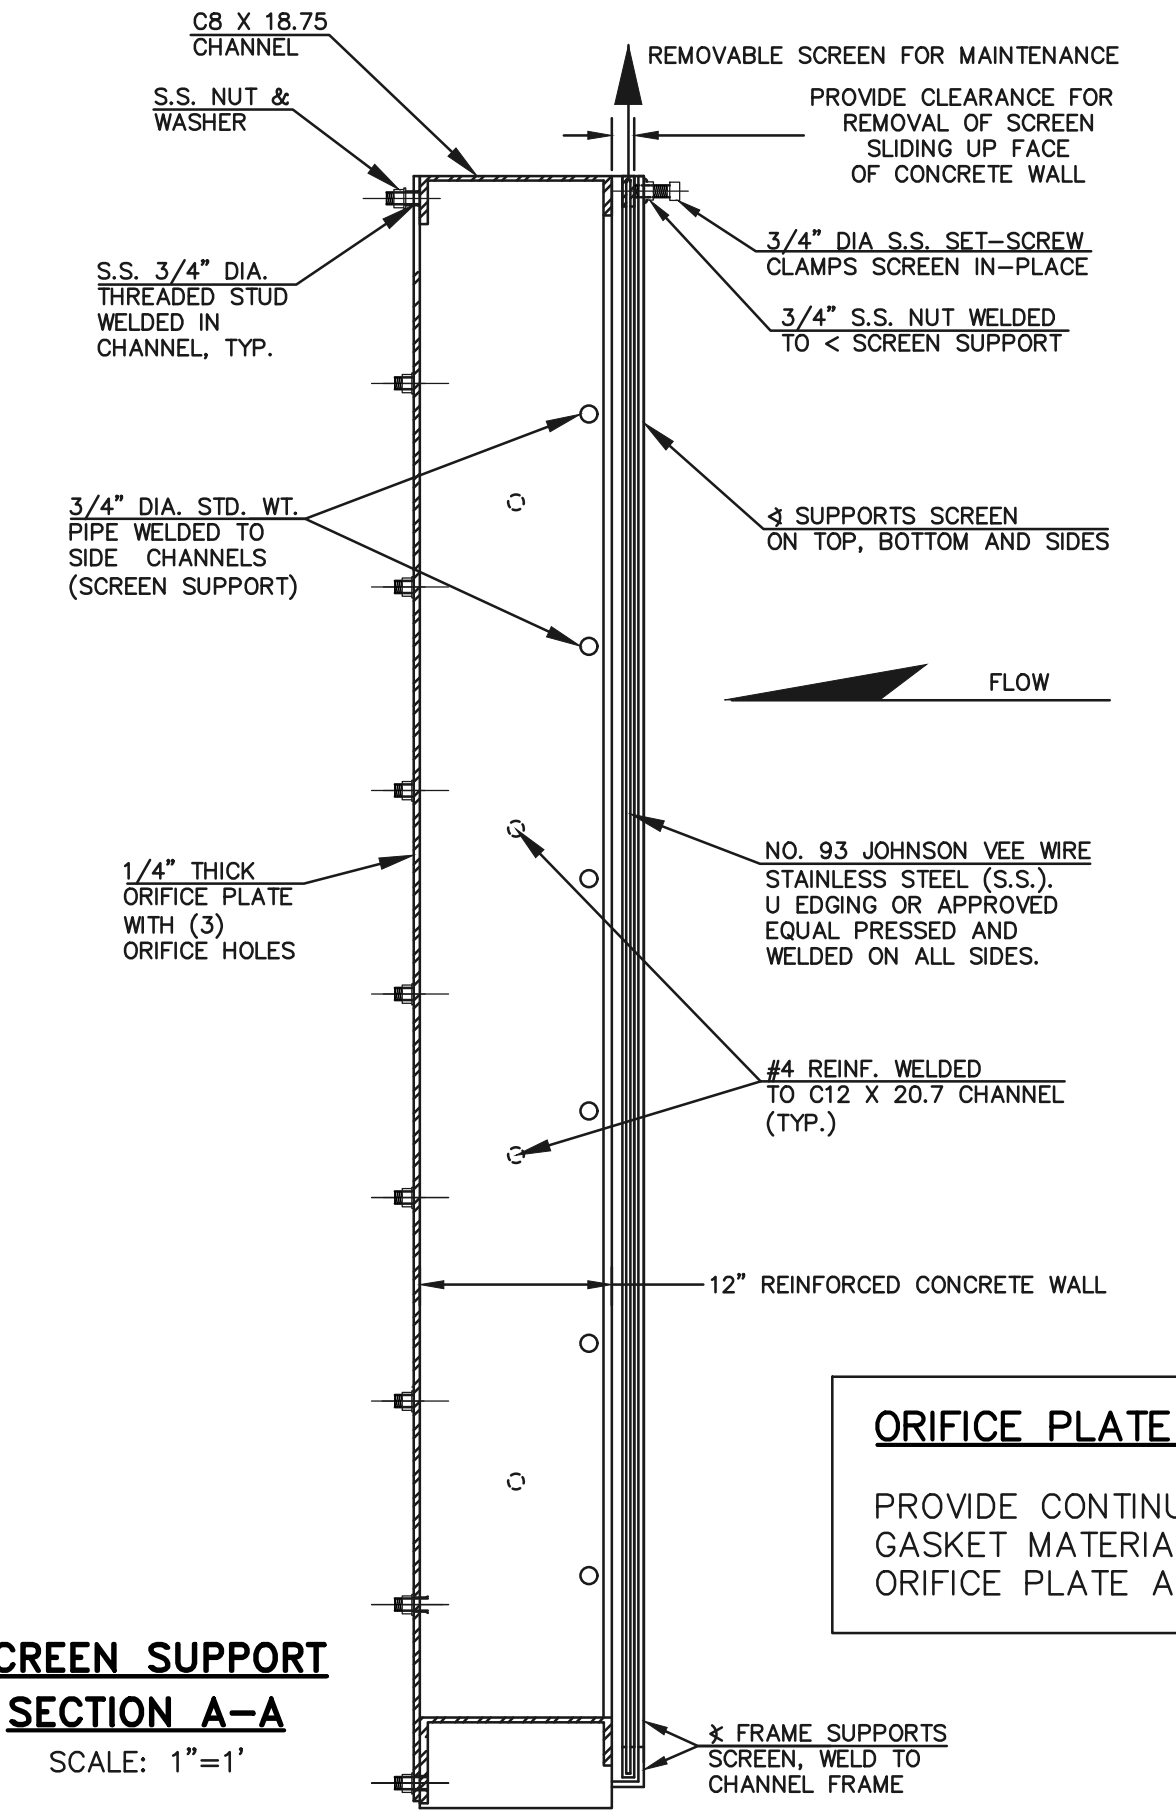 C8 X 18.75
CHANNEL
S.S. NUT &
WASHER
REMOVABLE SCREEN FOR MAINTENANCE
PROVIDE CLEARANCE FOR
REMOVAL OF SCREEN
SLIDING UP FACE
OF CONCRETE WALL
3/4" DIA S.S. SET-SCREW
CLAMPS SCREEN IN-PLACE
S.S. 3/4" DIA.
THREADED STUD
WELDED IN
CHANNEL, TYP.
3/4" S.S. NUT WELDED
TO < SCREEN SUPPORT
3/4" DIA. STD. WT.
PIPE WELDED TO
SIDE CHANNELS
(SCREEN SUPPORT)
SUPPORTS SCREEN
ON TOP, BOTTOM AND SIDES
FLOW
1/4" THICK
ORIFICE PLATE
WITH (3)
ORIFICE HOLES
NO. 93 JOHNSON VEE WIRE
STAINLESS STEEL (S.S.).
U EDGING OR APPROVED
EQUAL PRESSED AND
WELDED ON ALL SIDES.
#4 REINF. WELDED
TO C12 X 20.7 CHANNEL
(TYP.)
12" REINFORCED CONCRETE WALL
ORIFICE PLATE
PROVIDE CONTINU
GASKET MATERIA
ORIFICE PLATE A
CREEN SUPPORT
SECTION A-A
SCALE: 1"=1'
FRAME SUPPORTS
SCREEN, WELD TO
CHANNEL FRAME